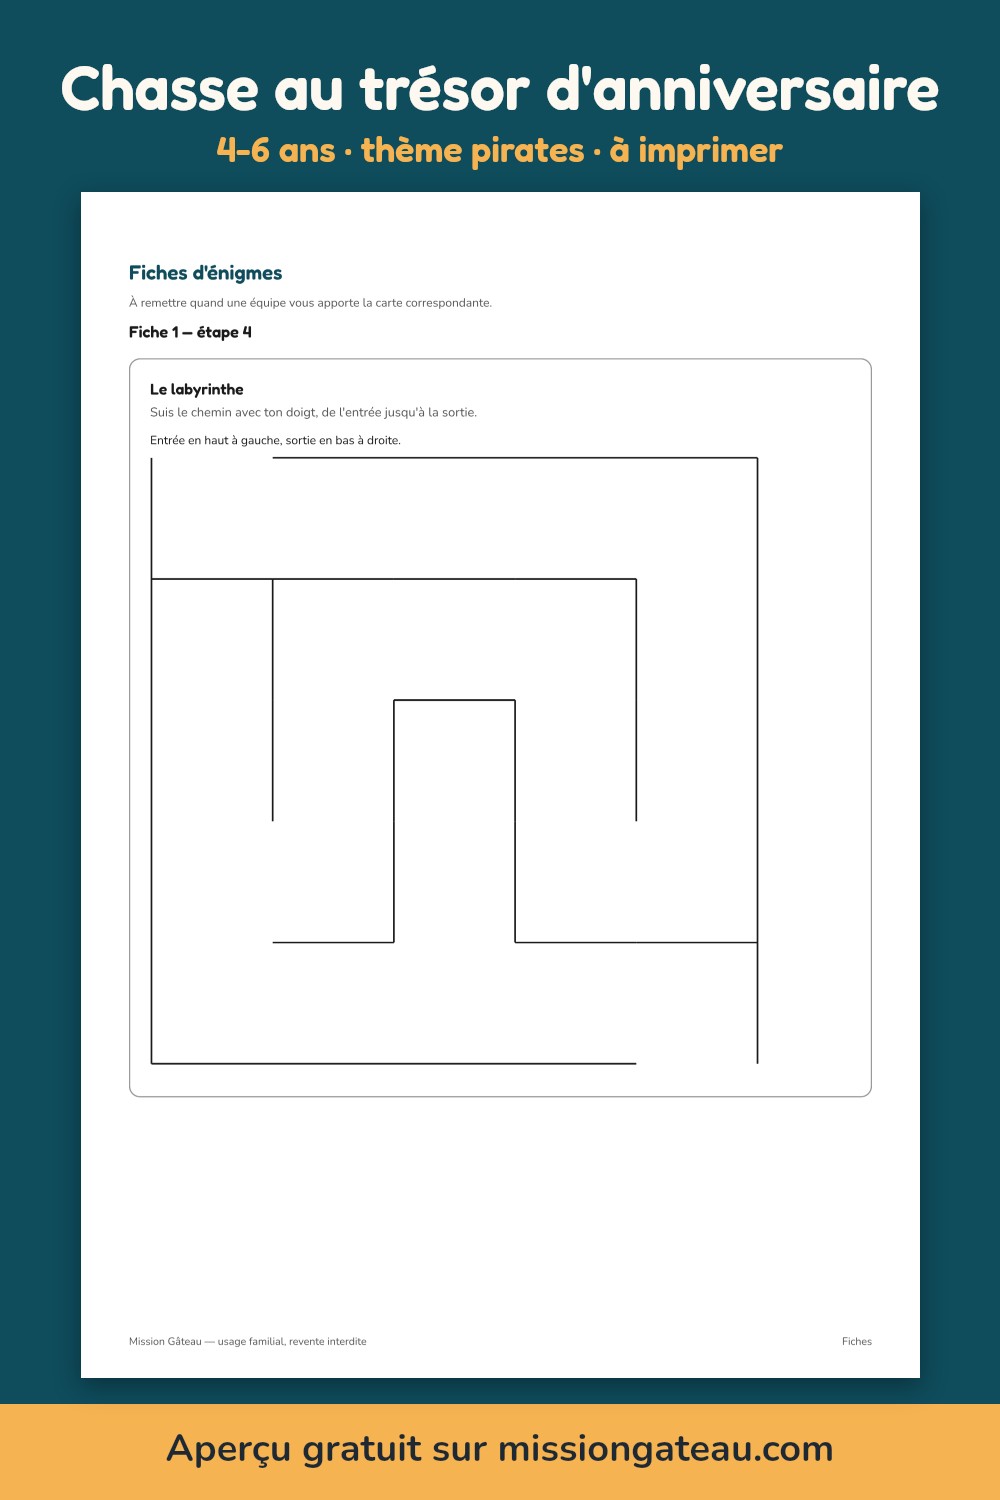 Chasse au trésor d'anniversaire
4-6 ans · thème pirates · à imprimer
Fiches d'énigmes
À remettre quand une équipe vous apporte la carte correspondante.
Fiche 1 — étape 4
Le labyrinthe
Suis le chemin avec ton doigt, de l'entrée jusqu'à la sortie.
Entrée en haut à gauche, sortie en bas à droite.
Mission Gâteau — usage familial, revente interdite
Fiches
Aperçu gratuit sur missiongateau.com